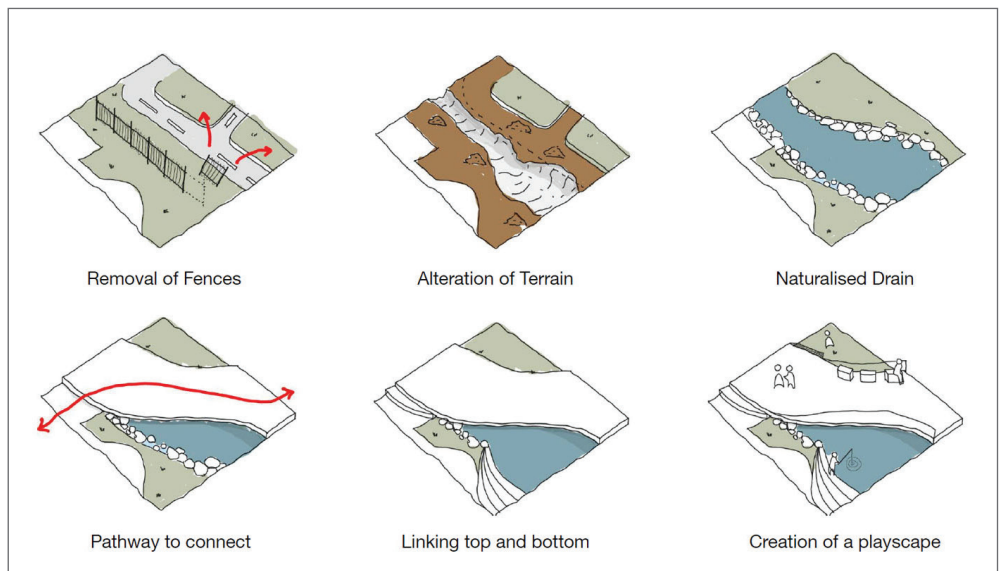 Removal of Fences
Alteration of Terrain
Naturalised Drain
Pathway to connect
Linking top and bottom
Creation of a playscape